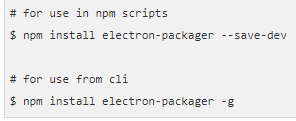 # for use in npm scripts
$ npm install electron-packager --save-dev
# for use from cli
$ npm install electron-packager -g